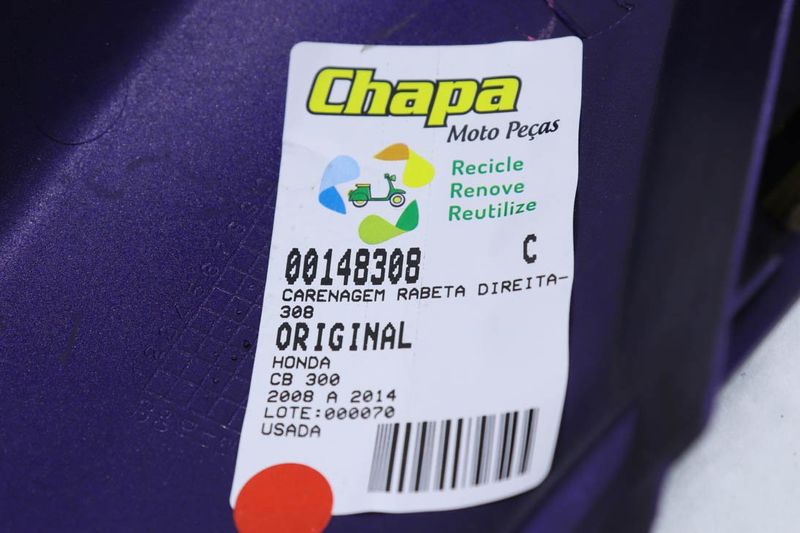 Chapa
Moto Peças
Recicle
Renove
Reutilize
00148308 C
CARENAGEM RABETA DIREITA-
308
ORIGINAL
HONDA
CB 300
2008 A 2014
LOTE:000070
USADA